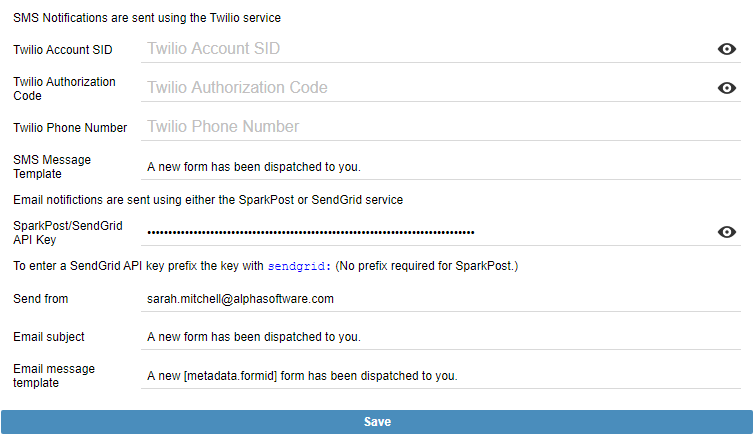 SMS Notifications are sent using the Twilio service
Twilio Account SID
Twilio Account SID
Twilio Authorization
Code
Twilio Authorization Code
Twilio Phone Number
Twilio Phone Number
SMS Message
Template
A new form has been dispatched to you.
Email notifictions are sent using either the SparkPost or SendGrid service
SparkPost/SendGrid
API Key
To enter a SendGrid API key prefix the key with sendgrid: (No prefix required for SparkPost.)
Send from
sarah.mitchell@alphasoftware.com
Email subject
A new form has been dispatched to you.
Email message
template
A new [metadata.formid] form has been dispatched to you.
Save